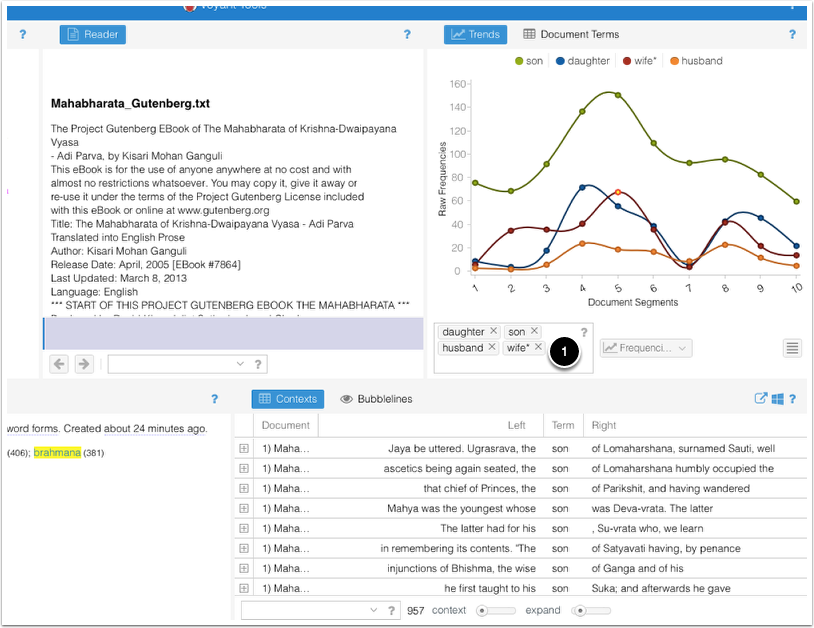 Voyant Tools
?
Reader
?
Trends
Document Terms
?
Mahabharata_Gutenberg.txt
The Project Gutenberg EBook of The Mahabharata of Krishna-Dwaipayana
Vyasa
- Adi Parva, by Kisari Mohan Ganguli
This eBook is for the use of anyone anywhere at no cost and with
almost no restrictions whatsoever. You may copy it, give it away or
re-use it under the terms of the Project Gutenberg License included
with this eBook or online at www.gutenberg.org
Title: The Mahabharata of Krishna-Dwaipayana Vyasa - Adi Parva
Translated into English Prose
Author: Kisari Mohan Ganguli
Release Date: April, 2005 [EBook #7864]
Last Updated: March 8, 2013
Language: English
*** START OF THIS PROJECT GUTENBERG EBOOK THE MAHABHARATA ***
?
son daughter wife* husband
Raw Frequencies
160
140
120
100
80
60
40
20
0
1 2 3 4 5 6 7 8 9 10
Document Segments
daughter × son × ?
husband × wife* ×
1
Frequenci...
?
word forms. Created about 24 minutes ago.
(406); brahmana (381)
Contexts
Bubblelines
?
Document Left Term Right
1) Maha... Jaya be uttered. Ugrasrava, the son of Lomaharshana, surnamed Sauti, well
1) Maha... ascetics being again seated, the son of Lomaharshana humbly occupied the
1) Maha... that chief of Princes, the son of Parikshit, and having wandered
1) Maha... Mahya was the youngest whose son was Deva-vrata. The latter
1) Maha... The latter had for his son , Su-vrata who, we learn
1) Maha... in remembering its contents. "The son of Satyavati having, by penance
1) Maha... injunctions of Bhishma, the wise son of Ganga and of his
1) Maha... he first taught to his son Suka; and afterwards he gave
? 957 context expand